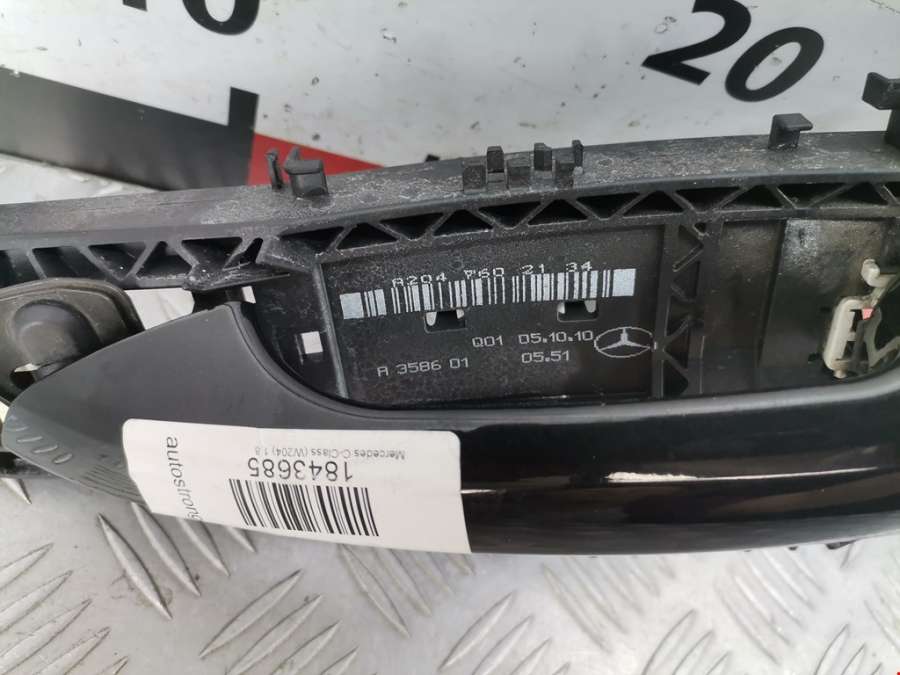 20
A204 760 21 34
Q01 05.10.10
A 3586 01 05.51
autostrong
1843685
Mercedes C-Class (W204) 1.8